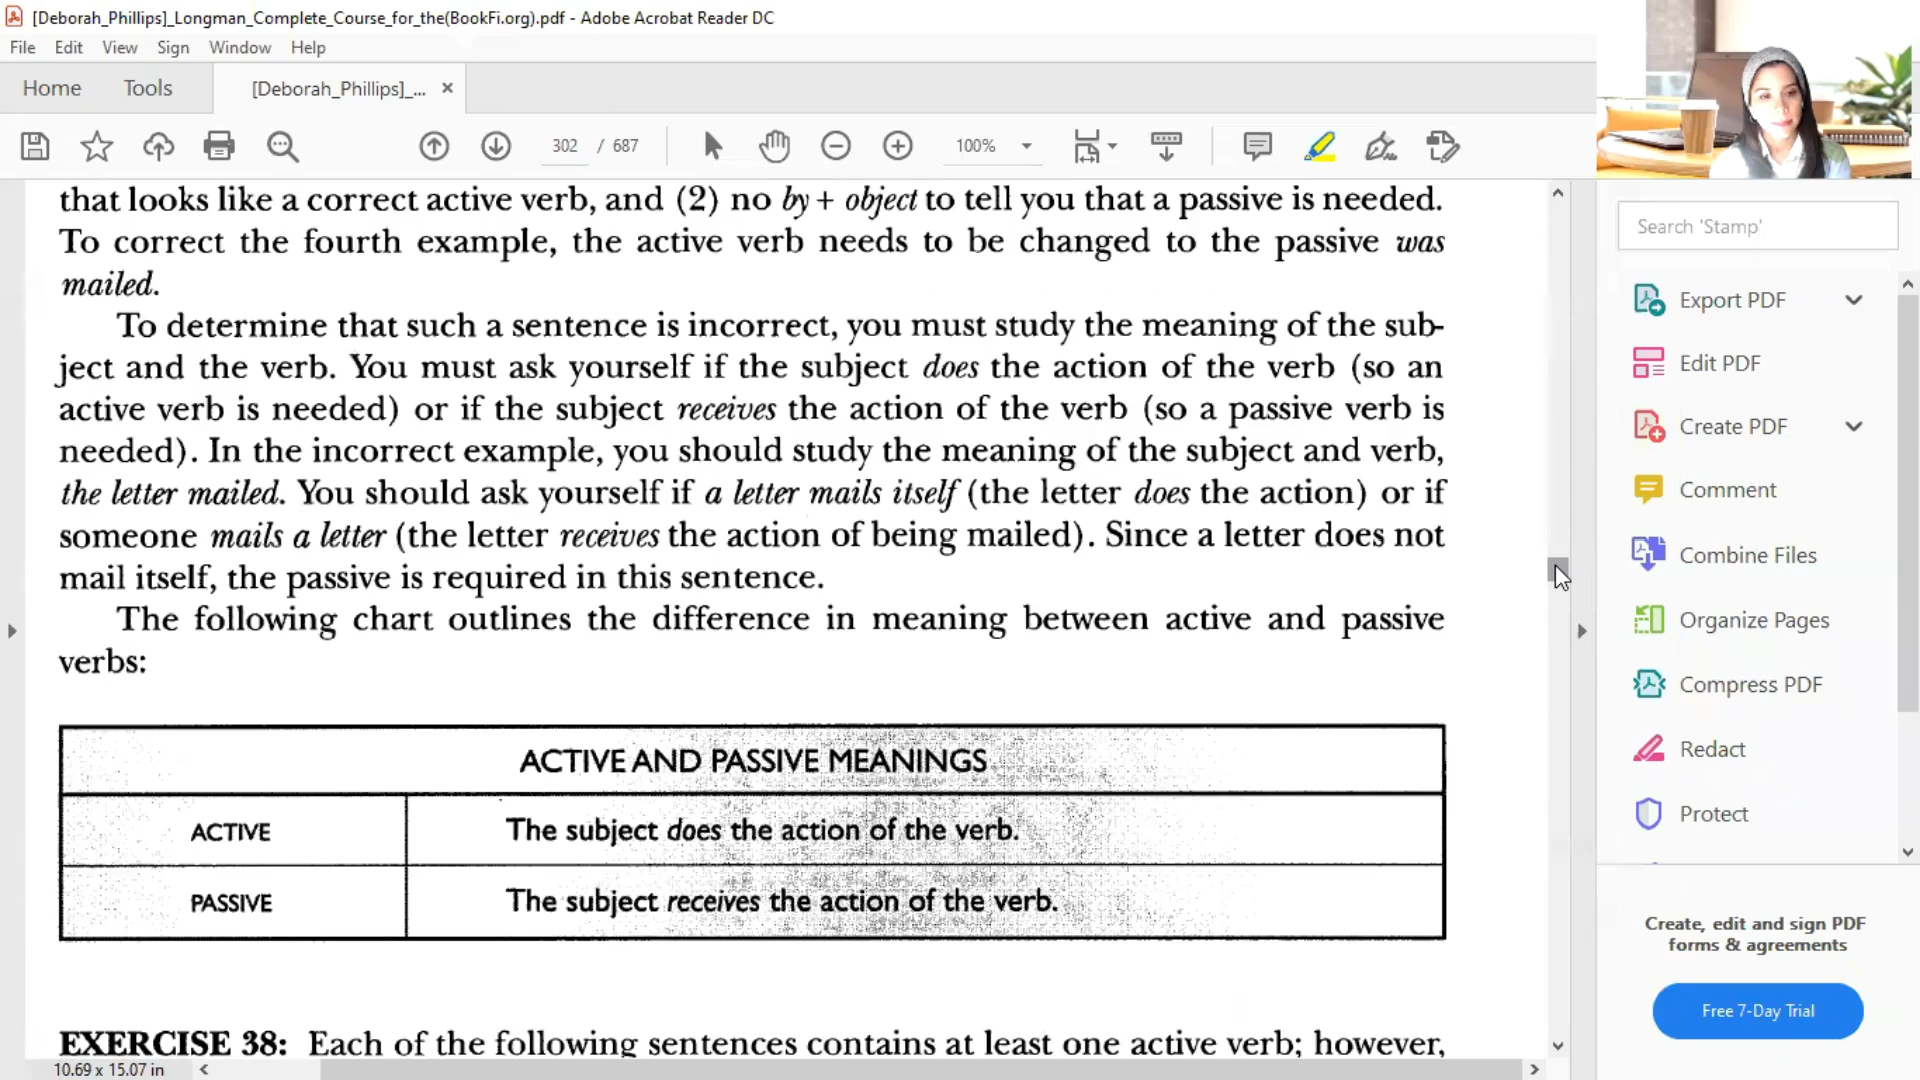 [Deborah_Phillips]_Longman_Complete_Course_for_the(BookFi.org).pdf - Adobe Acrobat Reader DC
File Edit View Sign Window Help
Home Tools [Deborah_Phillips]_... ×
302 / 687 100%
that looks like a correct active verb, and (2) no by + object to tell you that a passive is needed.
To correct the fourth example, the active verb needs to be changed to the passive was
mailed.
To determine that such a sentence is incorrect, you must study the meaning of the sub-
ject and the verb. You must ask yourself if the subject does the action of the verb (so an
active verb is needed) or if the subject receives the action of the verb (so a passive verb is
needed). In the incorrect example, you should study the meaning of the subject and verb,
the letter mailed. You should ask yourself if a letter mails itself (the letter does the action) or if
someone mails a letter (the letter receives the action of being mailed). Since a letter does not
mail itself, the passive is required in this sentence.
The following chart outlines the difference in meaning between active and passive
verbs:
ACTIVE AND PASSIVE MEANINGS
ACTIVE The subject does the action of the verb.
PASSIVE The subject receives the action of the verb.
EXERCISE 38: Each of the following sentences contains at least one active verb; however,
10.69 x 15.07 in
Search 'Stamp'
Export PDF
Edit PDF
Create PDF
Comment
Combine Files
Organize Pages
Compress PDF
Redact
Protect
Create, edit and sign PDF
forms & agreements
Free 7-Day Trial